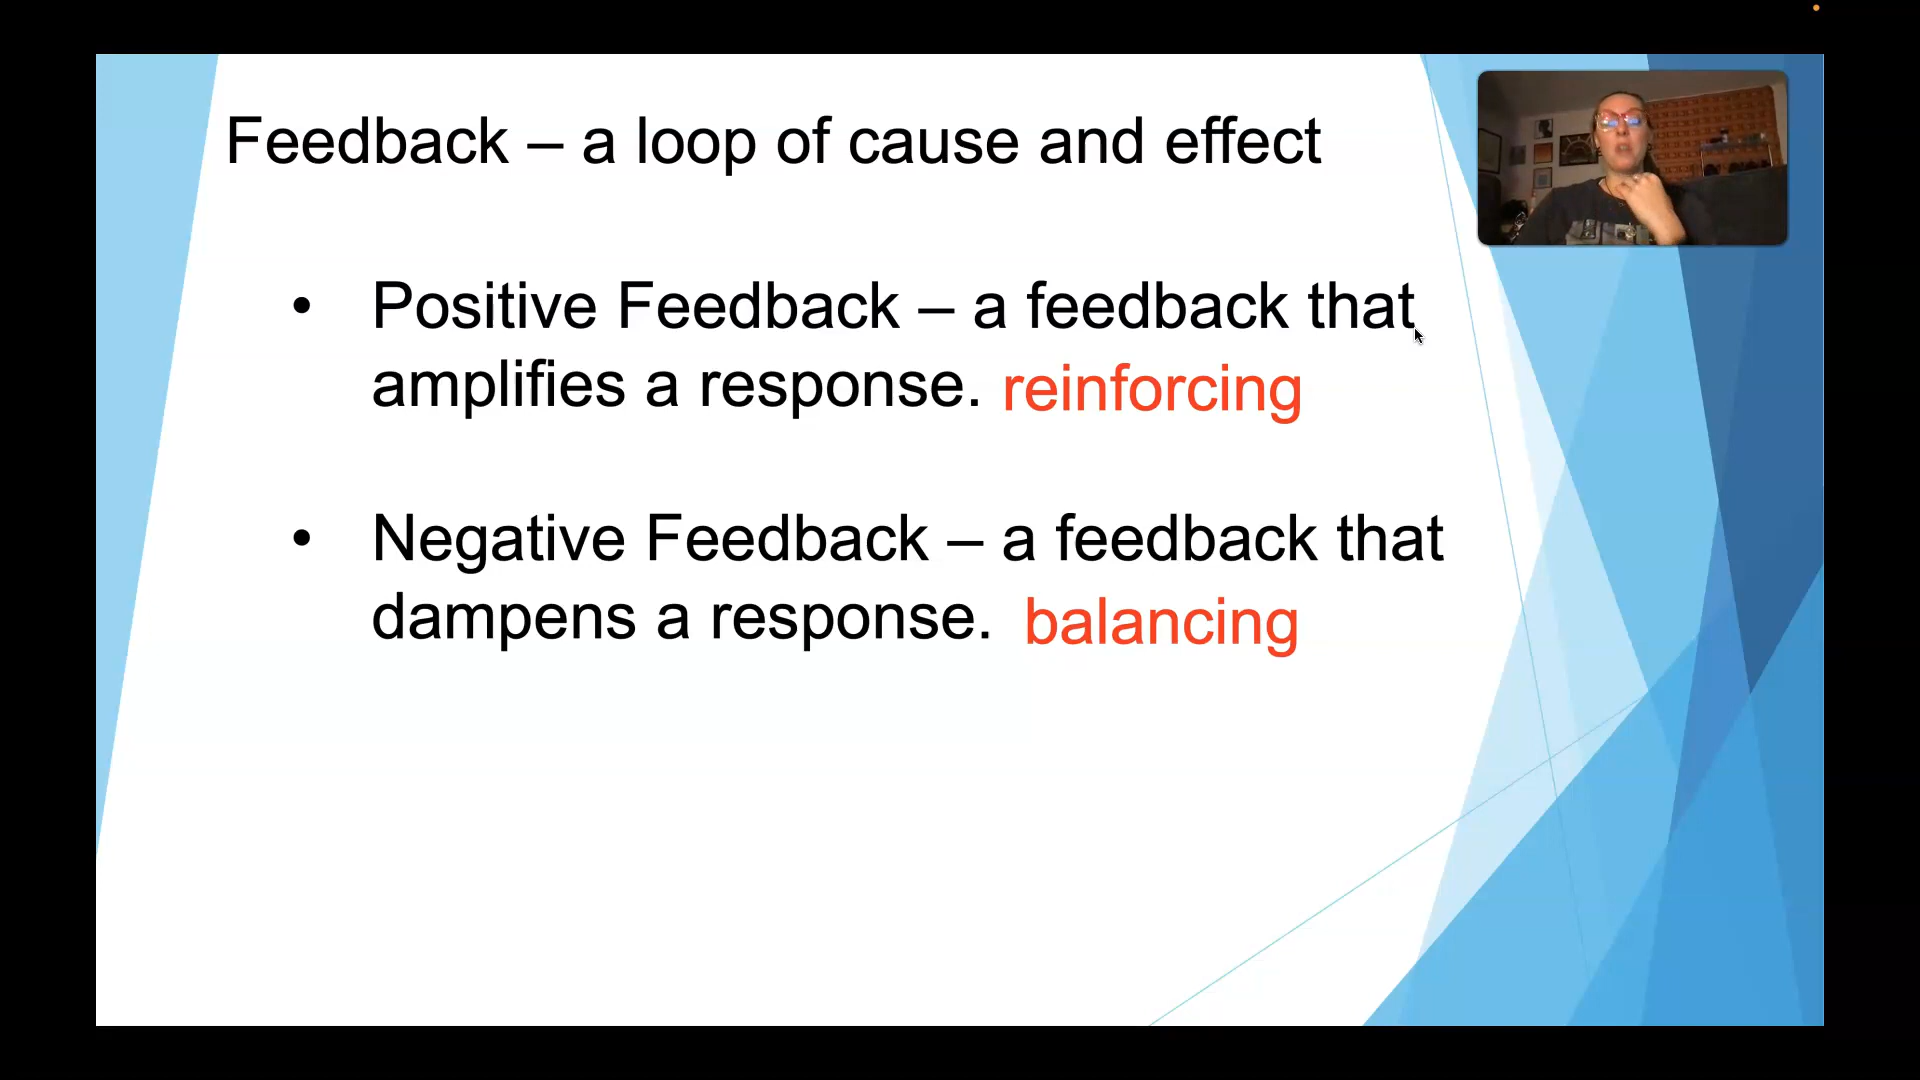 Feedback – a loop of cause and effect
• Positive Feedback – a feedback that
amplifies a response. reinforcing
• Negative Feedback – a feedback that
dampens a response. balancing